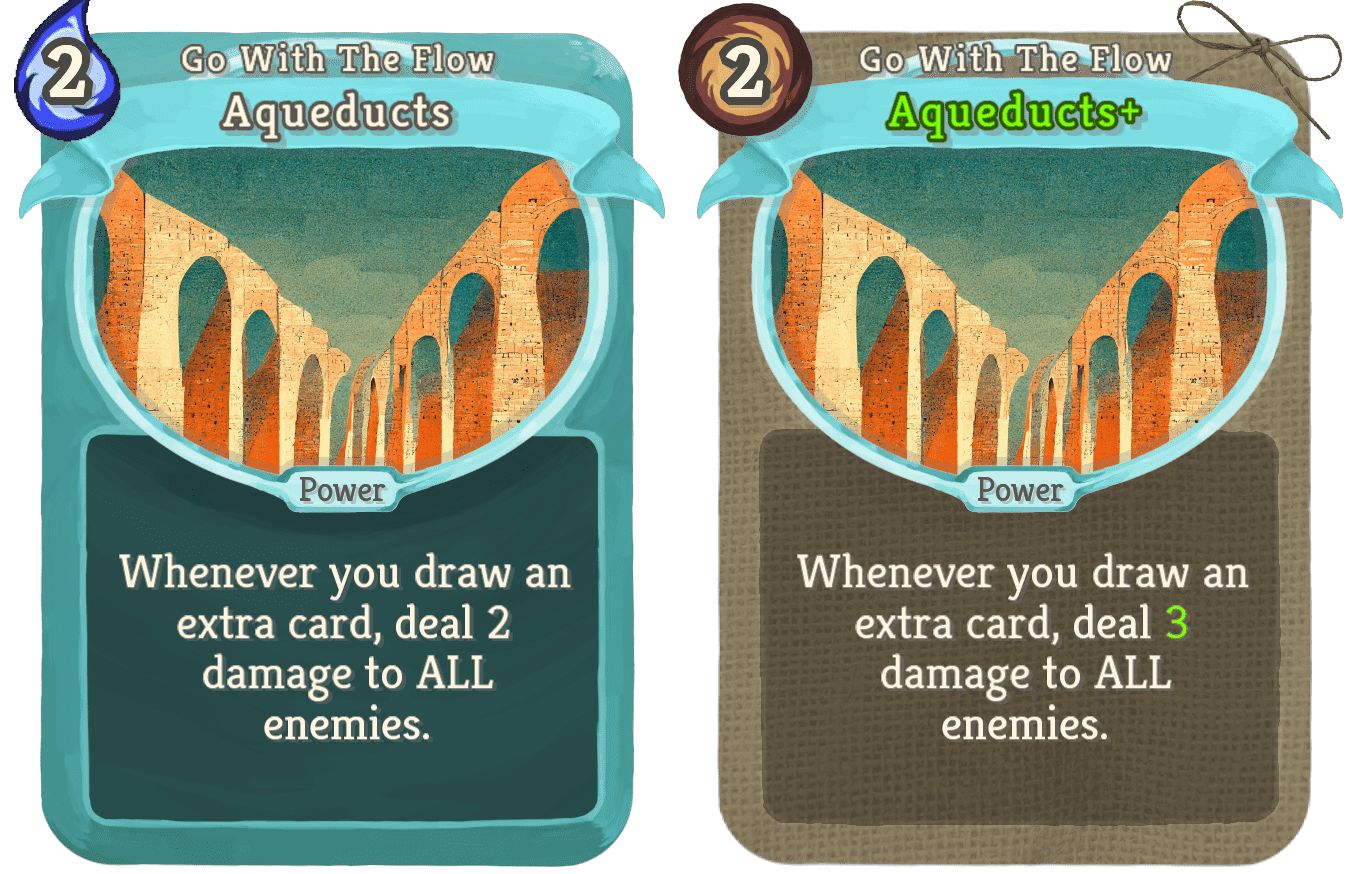 2
Go With The Flow
Aqueducts
Power
Whenever you draw an
extra card, deal 2
damage to ALL
enemies.
2
Go With The Flow
Aqueducts+
Power
Whenever you draw an
extra card, deal 3
damage to ALL
enemies.